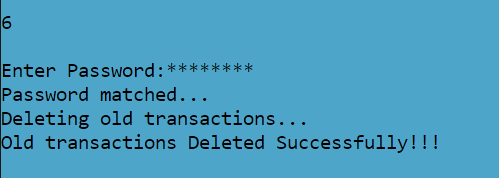 6
Enter Password:********
Password matched...
Deleting old transactions...
Old transactions Deleted Successfully!!!